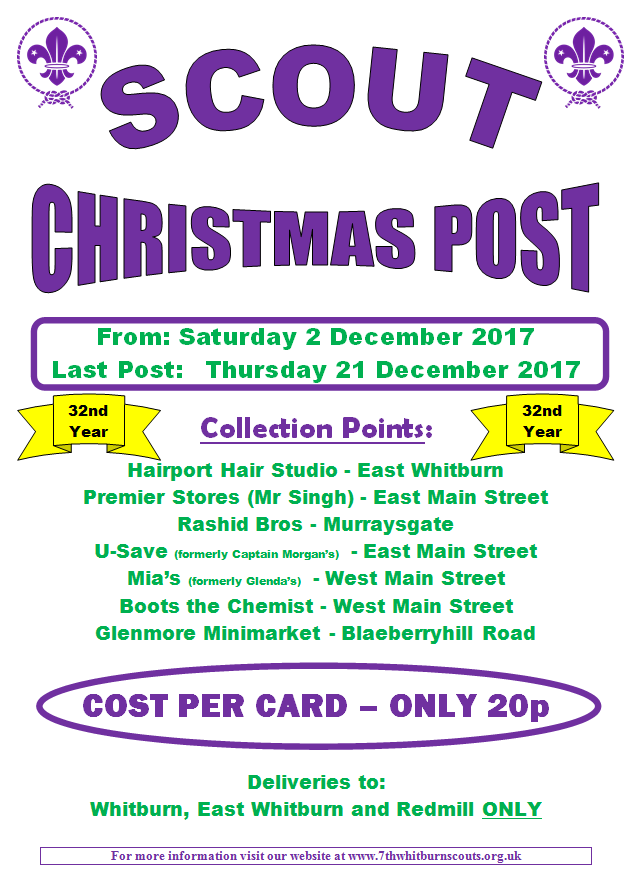 SCOUT
CHRISTMAS POST
From: Saturday 2 December 2017
Last Post: Thursday 21 December 2017
32nd
Year
Collection Points:
32nd
Year
Hairport Hair Studio - East Whitburn
Premier Stores (Mr Singh) - East Main Street
Rashid Bros - Murraysgate
U-Save (formerly Captain Morgan's) - East Main Street
Mia's (formerly Glenda's) - West Main Street
Boots the Chemist - West Main Street
Glenmore Minimarket - Blaeberryhill Road
COST PER CARD – ONLY 20p
Deliveries to:
Whitburn, East Whitburn and Redmill ONLY
For more information visit our website at www.7thwhitburnscouts.org.uk